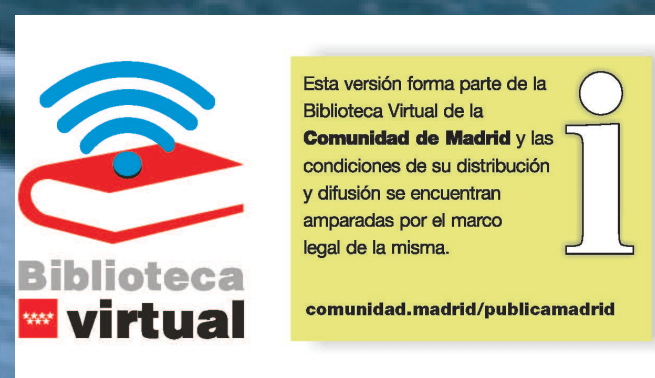 Biblioteca
virtual
Esta versión forma parte de la
Biblioteca Virtual de la
Comunidad de Madrid y las
condiciones de su distribución
y difusión se encuentran
amparadas por el marco
legal de la misma.
comunidad.madrid/publicamadrid
i